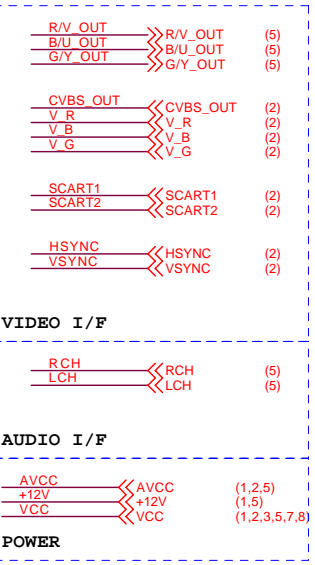 R/V_OUT R/V_OUT (5)
B/U_OUT B/U_OUT (5)
G/Y_OUT G/Y_OUT (5)
CVBS_OUT CVBS_OUT (2)
V_R V_R (2)
V_B V_B (2)
V_G V_G (2)
SCART1 SCART1 (2)
SCART2 SCART2 (2)
HSYNC HSYNC (2)
VSYNC VSYNC (2)
VIDEO I/F
RCH RCH (5)
LCH LCH (5)
AUDIO I/F
AVCC AVCC (1,2,5)
+12V +12V (1,5)
VCC VCC (1,2,3,5,7,8)
POWER